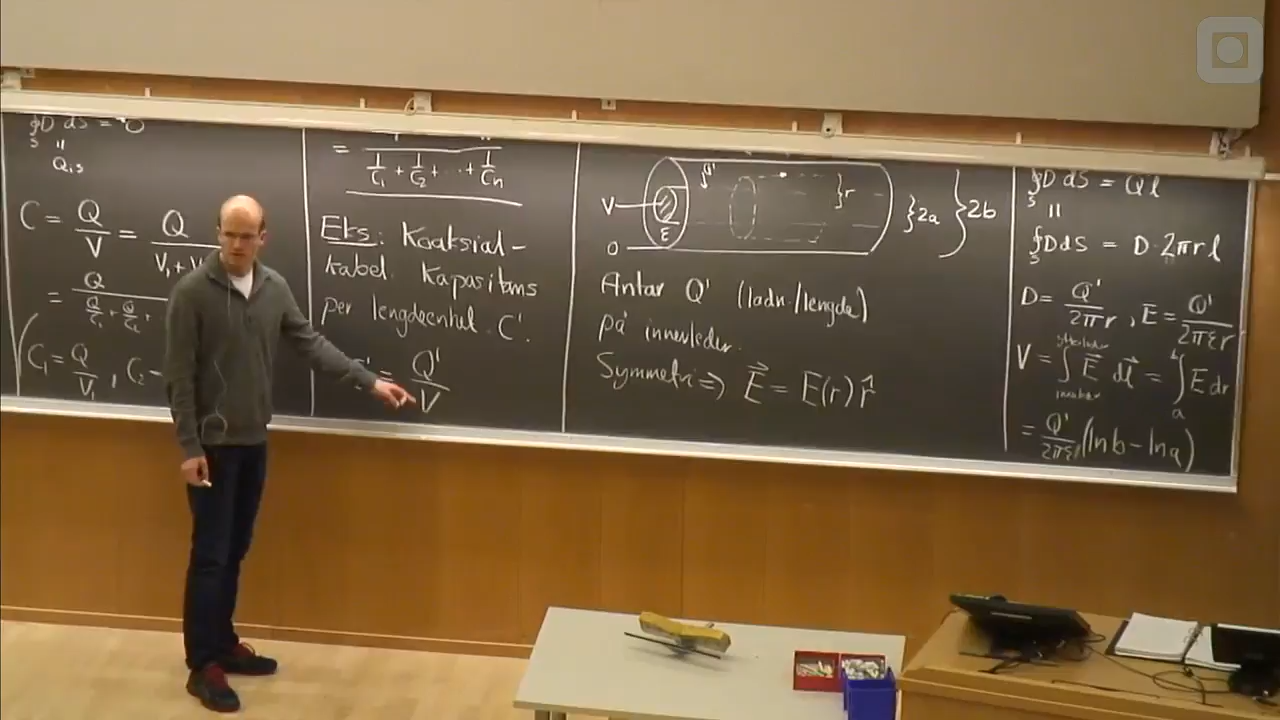 ∮D dS = 0
S "
Q i S
C = Q/V = Q/V₁+V
= Q/Q/C₁+Q/C₂+
C₁ = Q/V₁, C₂ =
= 1/C₁ + 1/C₂ + ... + 1/Cₙ
Eks: Koaksial-
kabel. Kapasitans
per lengdeenhet C'.
= Q'/V
V
0
ε
r
}2a
}2b
Antar Q' (ladn./lengde)
på innerleder.
Symmetri ⇒ E⃗ = E(r) r̂
∮D dS = Q'l
S "
∮D dS = D·2πrl
S
D = Q'/2πr, E = Q'/2πεr
V = ∫E⃗ dl⃗ = ∫ₐᵇ E dr
= Q'/2πε (ln b − ln a)